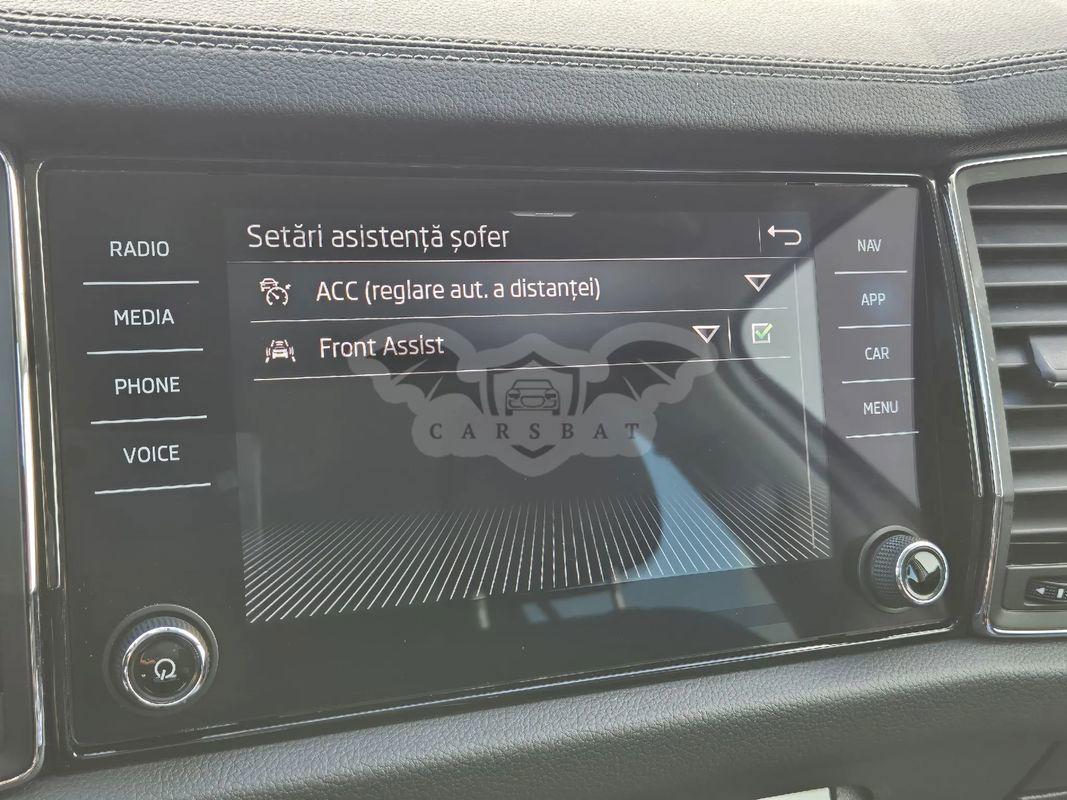 Setări asistență șofer
ACC (reglare aut. a distanței)
Front Assist
RADIO
MEDIA
PHONE
VOICE
NAV
APP
CAR
MENU
CARSBAT